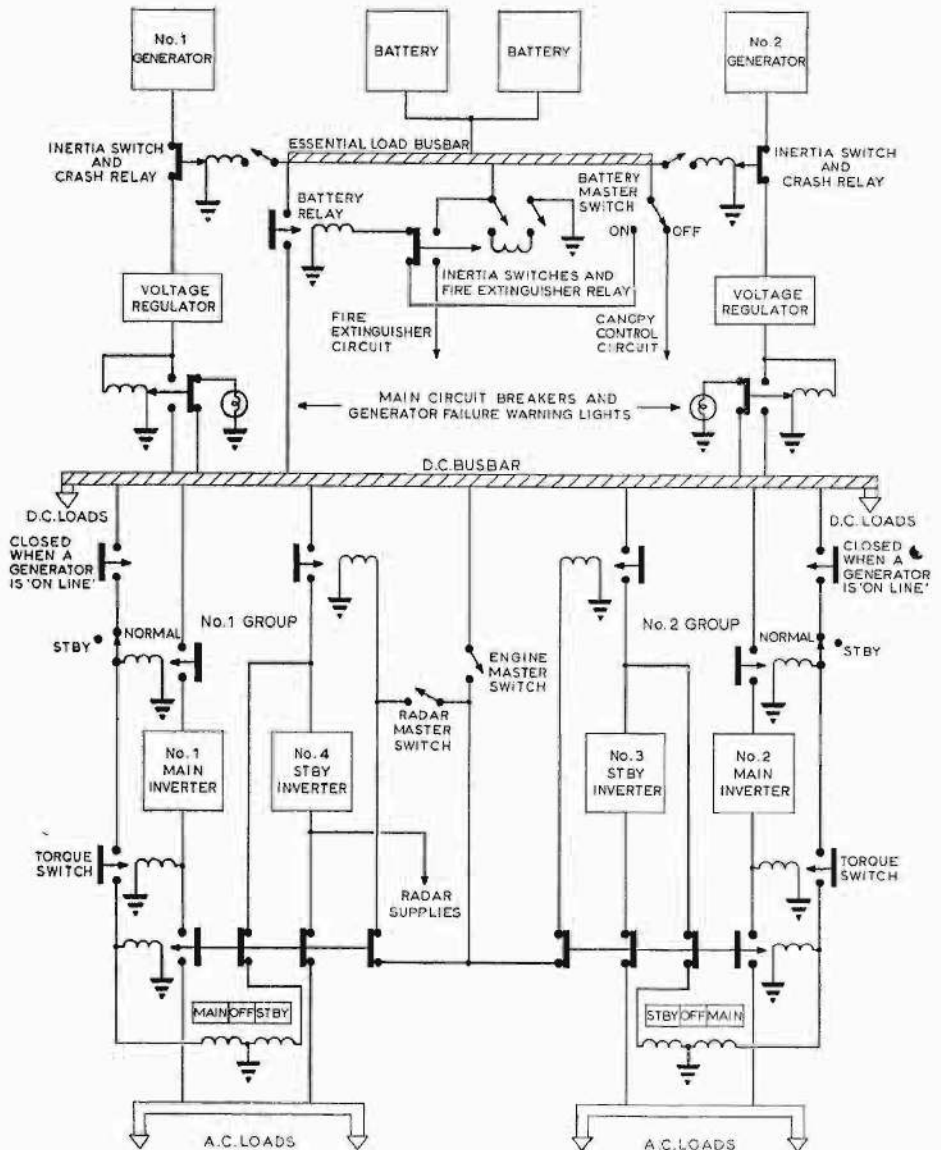 No.1
GENERATOR
BATTERY
BATTERY
No.2
GENERATOR
INERTIA SWITCH
AND
CRASH RELAY
ESSENTIAL LOAD BUSBAR
INERTIA SWITCH
AND
CRASH RELAY
BATTERY
RELAY
BATTERY
MASTER
SWITCH
ON
OFF
INERTIA SWITCHES AND
FIRE EXTINGUISHER RELAY
VOLTAGE
REGULATOR
FIRE
EXTINGUISHER
CIRCUIT
CANOPY
CONTROL
CIRCUIT
VOLTAGE
REGULATOR
MAIN CIRCUIT BREAKERS AND
GENERATOR FAILURE WARNING LIGHTS
D.C. BUSBAR
D.C. LOADS
D.C. LOADS
CLOSED
WHEN A
GENERATOR
IS 'ON LINE'
CLOSED
WHEN A
GENERATOR
IS 'ON LINE'
No.1 GROUP
No.2 GROUP
NORMAL
STBY
NORMAL
STBY
ENGINE
MASTER
SWITCH
RADAR
MASTER
SWITCH
No.1
MAIN
INVERTER
No.4
STBY
INVERTER
No.3
STBY
INVERTER
No.2
MAIN
INVERTER
TORQUE
SWITCH
TORQUE
SWITCH
RADAR
SUPPLIES
MAIN OFF STBY
STBY OFF MAIN
A.C. LOADS
A.C. LOADS